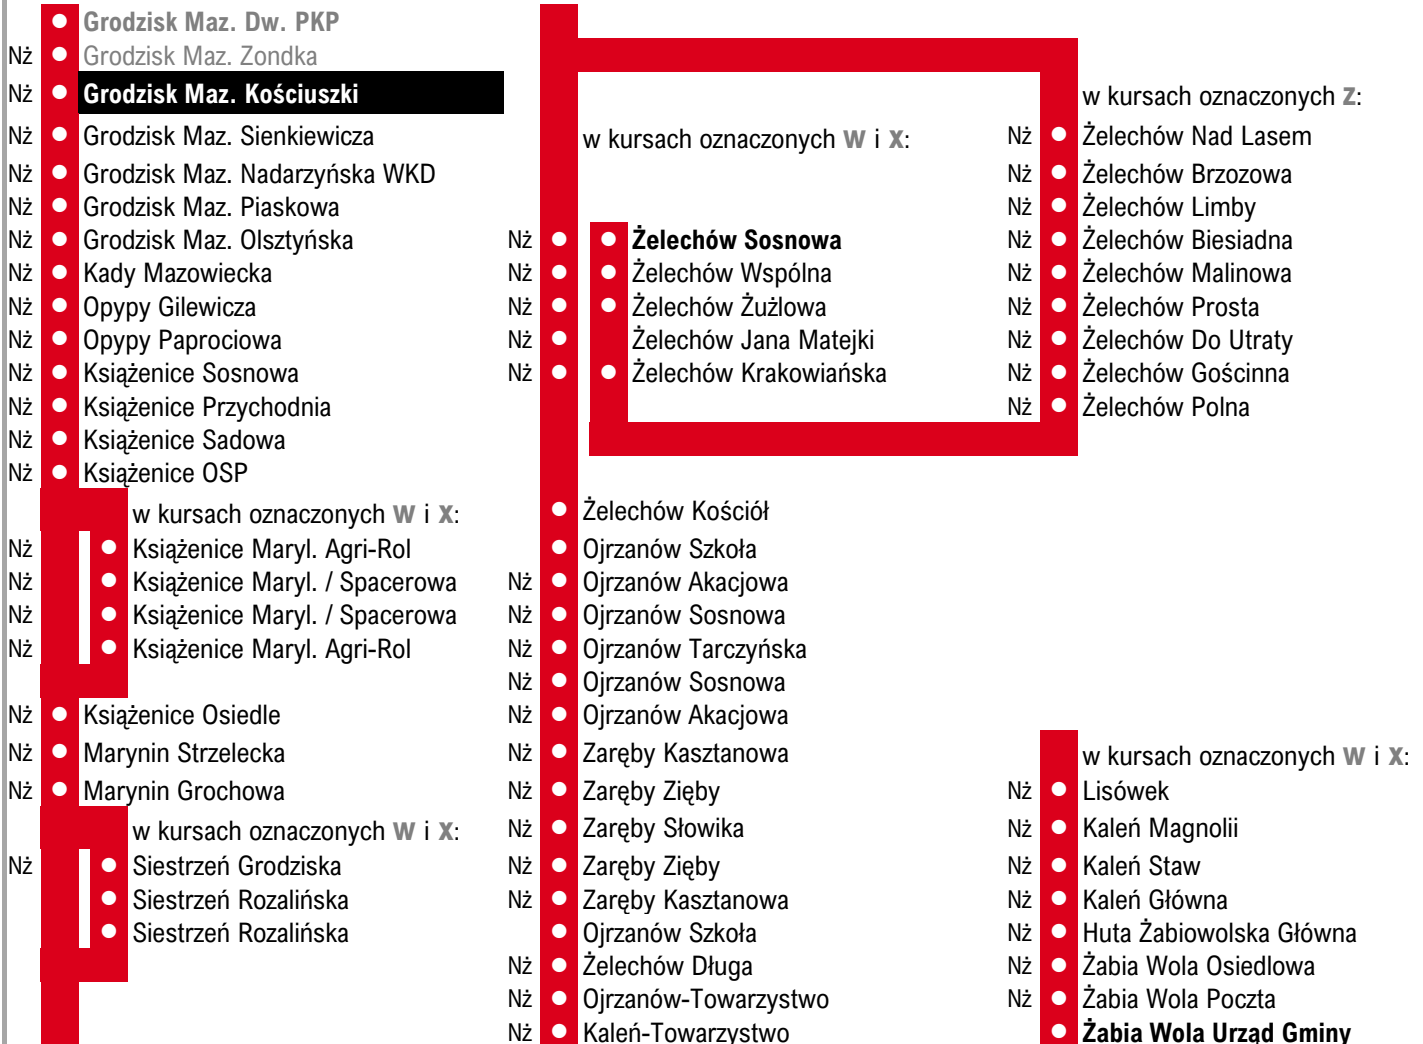 Grodzisk Maz. Dw. PKP
Nż Grodzisk Maz. Zondka
Nż Grodzisk Maz. Kościuszki
Nż Grodzisk Maz. Sienkiewicza
Nż Grodzisk Maz. Nadarzyńska WKD
Nż Grodzisk Maz. Piaskowa
Nż Grodzisk Maz. Olsztyńska
Nż Kady Mazowiecka
Nż Opypy Gilewicza
Nż Opypy Paprociowa
Nż Książenice Sosnowa
Nż Książenice Przychodnia
Nż Książenice Sadowa
Nż Książenice OSP
w kursach oznaczonych W i X:
Nż Książenice Maryl. Agri-Rol
Nż Książenice Maryl. / Spacerowa
Nż Książenice Maryl. / Spacerowa
Nż Książenice Maryl. Agri-Rol
Nż Książenice Osiedle
Nż Marynin Strzelecka
Nż Marynin Grochowa
w kursach oznaczonych W i X:
Nż Siestrzeń Grodziska
Siestrzeń Rozalińska
Siestrzeń Rozalińska
w kursach oznaczonych W i X:
Nż Żelechów Sosnowa
Nż Żelechów Wspólna
Nż Żelechów Żużlowa
Nż Żelechów Jana Matejki
Nż Żelechów Krakowiańska
Żelechów Kościół
Ojrzanów Szkoła
Nż Ojrzanów Akacjowa
Nż Ojrzanów Sosnowa
Nż Ojrzanów Tarczyńska
Nż Ojrzanów Sosnowa
Nż Ojrzanów Akacjowa
Nż Zaręby Kasztanowa
Nż Zaręby Zięby
Nż Zaręby Słowika
Nż Zaręby Zięby
Nż Zaręby Kasztanowa
Ojrzanów Szkoła
Nż Żelechów Długa
Nż Ojrzanów-Towarzystwo
Nż Kaleń-Towarzystwo
w kursach oznaczonych Z:
Nż Żelechów Nad Lasem
Nż Żelechów Brzozowa
Nż Żelechów Limby
Nż Żelechów Biesiadna
Nż Żelechów Malinowa
Nż Żelechów Prosta
Nż Żelechów Do Utraty
Nż Żelechów Gościnna
Nż Żelechów Polna
w kursach oznaczonych W i X:
Nż Lisówek
Nż Kaleń Magnolii
Nż Kaleń Staw
Nż Kaleń Główna
Nż Huta Żabiowolska Główna
Nż Żabia Wola Osiedlowa
Nż Żabia Wola Poczta
Żabia Wola Urząd Gminy